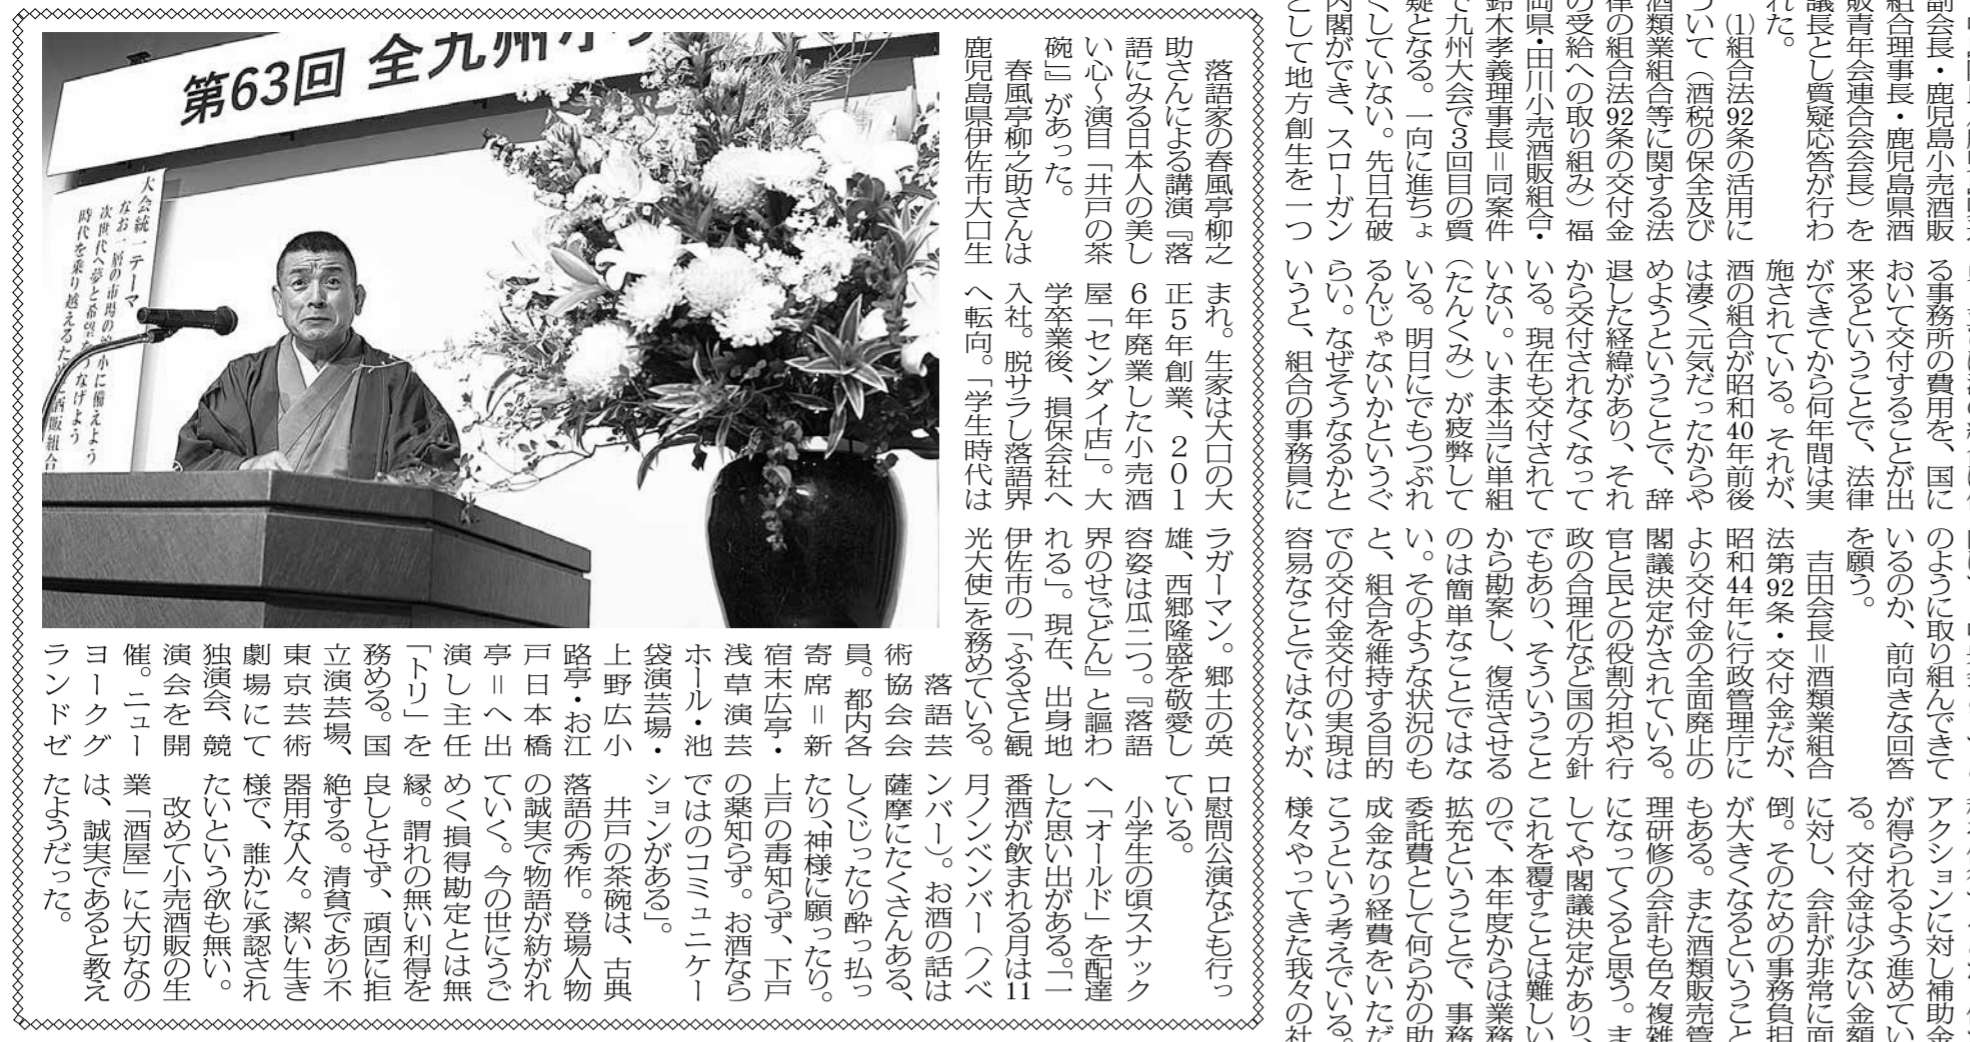 副会長・鹿児島小売酒販
組合理事長・鹿児島県酒
販青年会連合会会長）を
議長とし質疑応答が行わ
れた。
(1)組合法92条の活用に
ついて（酒税の保全及び
酒類業組合等に関する法
律の組合法92条の交付金
の受給への取り組み）福
岡県・田川小売酒販組合・
鈴木孝義理事長＝同案件
で九州大会で3回目の質
疑となる。一向に進ちょ
くしていない。先日石破
内閣ができ、スローガン
として地方創生を一つ
る事務所の費用を、国に
おいて交付することが出
来るということで、法律
ができてから何年間は実
施されている。それが、
酒の組合が昭和40年前後
は凄く元気だったからや
めようということで、辞
退した経緯があり、それ
から交付されなくなって
いる。現在も交付されて
いない。いま本当に単組
（たんくみ）が疲弊して
いる。明日にでもつぶれ
るんじゃないかというぐ
らい。なぜそうなるかと
いうと、組合の事務員に
のように取り組んできて
いるのか、前向きな回答
を願う。
吉田会長＝酒類業組合
法第92条・交付金だが、
昭和44年に行政管理庁に
より交付金の全面廃止の
閣議決定がされている。
官と民との役割分担や行
政の合理化など国の方針
でもあり、そういうこと
から勘案し、復活させる
のは簡単なことではな
い。そのような状況のも
と、組合を維持する目的
での交付金交付の実現は
容易なことではないが、
アクションに対し補助金
が得られるよう進めてい
る。交付金は少ない金額
に対し、会計が非常に面
倒。そのための事務負担
が大きくなるということ
もある。また酒類販売管
理研修の会計も色々複雑
になってくると思う。ま
してや閣議決定があり、
これを覆すことは難しい
ので、本年度からは業務
拡充ということで、事務
委託費として何らかの助
成金なり経費をいただ
こうという考えでいる。
様々やってきた我々の社
第63回 全九州小
大会統一テーマ
なお一層の市場の縮小に備えよう
次世代へ夢と希望をつなげよう
時代を乗り越える
酒販組合
落語家の春風亭柳之
助さんによる講演『落
語にみる日本人の美し
い心～演目「井戸の茶
碗』」があった。
春風亭柳之助さんは
鹿児島県伊佐市大口生
まれ。生家は大口の大
正5年創業、201
6年廃業した小売酒
屋「センダイ店」。大
学卒業後、損保会社へ
入社。脱サラし落語界
へ転向。「学生時代は
ラガーマン。郷土の英
雄、西郷隆盛を敬愛し
容姿は瓜二つ。『落語
界のせごどん』と謳わ
れる」。現在、出身地
伊佐市の「ふるさと観
光大使」を務めている。
落語芸
術協会会
員。都内各
寄席＝新
宿末広亭・
浅草演芸
ホール・池
袋演芸場・
上野広小
路亭・お江
戸日本橋
亭＝へ出
演し主任
「トリ」を
務める。国
立演芸場、
東京芸術
劇場にて
独演会、競
演会を開
催。ニュー
ヨークグ
ランドゼ
ロ慰問公演なども行っ
ている。
小学生の頃スナック
へ「オールド」を配達
した思い出がある。「一
番酒が飲まれる月は11
月ノンベンバー（ノベ
ンバー）。お酒の話は
薩摩にたくさんある、
しくじったり酔っ払っ
たり、神様に願ったり。
上戸の毒知らず、下戸
の薬知らず。お酒なら
ではのコミュニケー
ションがある」。
井戸の茶碗は、古典
落語の秀作。登場人物
の誠実で物語が紡がれ
ていく。今の世にうご
めく損得勘定とは無
縁。謂れの無い利得を
良しとせず、頑固に拒
絶する。清貧であり不
器用な人々。潔い生き
様で、誰かに承認され
たいという欲も無い。
改めて小売酒販の生
業「酒屋」に大切なの
は、誠実であると教え
たようだった。